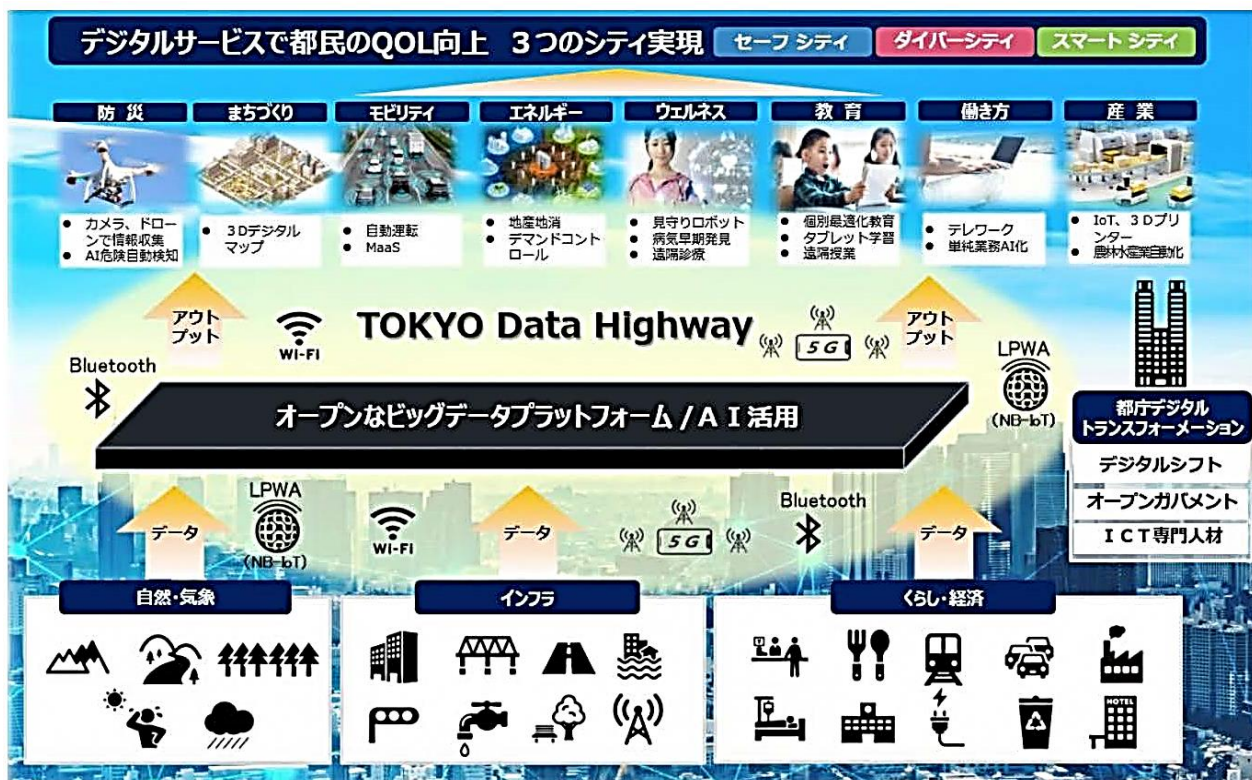 デジタルサービスで都民のQOL向上 3つのシティ実現 セーフ シティ ダイバーシティ スマート シティ
防災
まちづくり
モビリティ
エネルギー
ウェルネス
教育
働き方
産業
● カメラ、ドロー
ンで情報収集
● AI危険自動検知
● 3Dデジタル
マップ
● 自動運転
● MaaS
● 地産地消
● デマンドコント
ロール
● 見守りロボット
● 病気早期発見
● 遠隔診療
● 個別最適化教育
● タブレット学習
● 遠隔授業
● テレワーク
● 単純業務AI化
● IoT、3Dプリ
ンター
● 農林水産業自動化
アウト
プット
Wi-Fi
TOKYO Data Highway
5G
アウト
プット
Bluetooth
LPWA
(NB-IoT)
オープンなビッグデータプラットフォーム/AI活用
都庁デジタル
トランスフォーメーション
デジタルシフト
オープンガバメント
ICT専門人材
データ
LPWA
(NB-IoT)
Wi-Fi
データ
5G
Bluetooth
データ
自然・気象
インフラ
くらし・経済
HOTEL